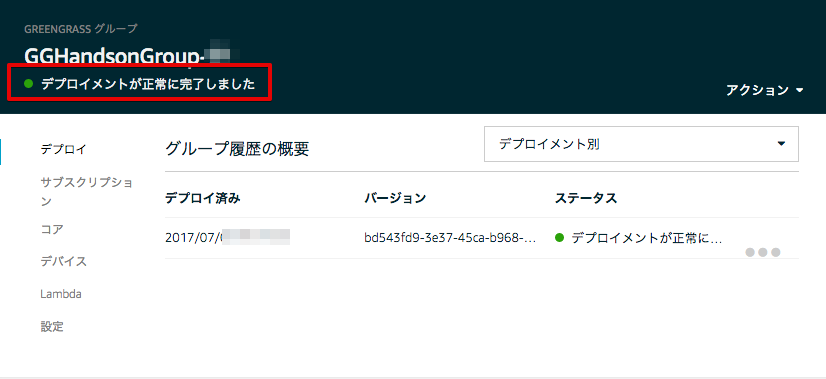 GREENGRASS グループ
GGHandsonGroup-
デプロイメントが正常に完了しました
アクション
デプロイ
サブスクリプショ
ン
コア
デバイス
Lambda
設定
グループ履歴の概要
デプロイメント別
デプロイ済み バージョン ステータス
2017/07/ bd543fd9-3e37-45ca-b968-... デプロイメントが正常に...